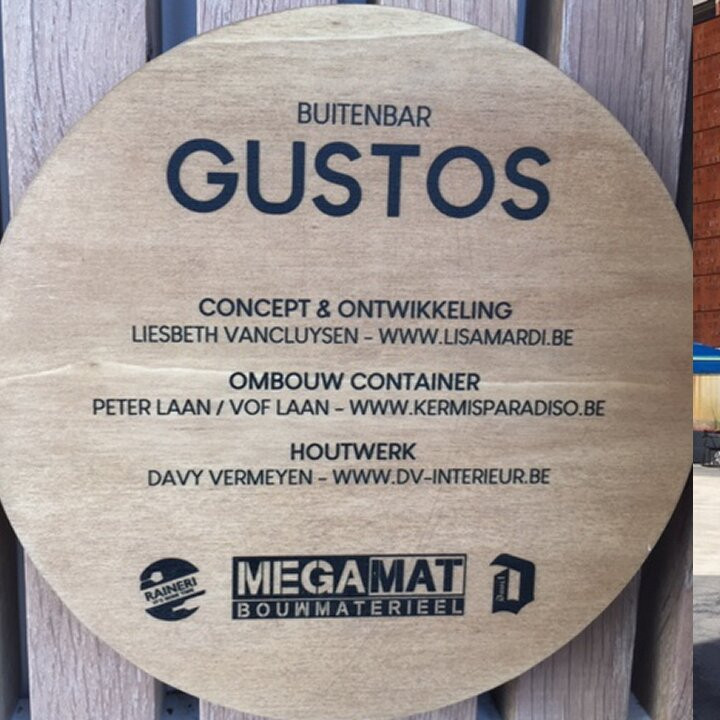 BUITENBAR
GUSTOS
CONCEPT & ONTWIKKELING
LIESBETH VANCLUYSEN - WWW.LISAMARDI.BE
OMBOUW CONTAINER
PETER LAAN / VOF LAAN - WWW.KERMISPARADISO.BE
HOUTWERK
DAVY VERMEYEN - WWW.DV-INTERIEUR.BE
RAINERI
MEGAMAT
BOUWMATERIEEL
D